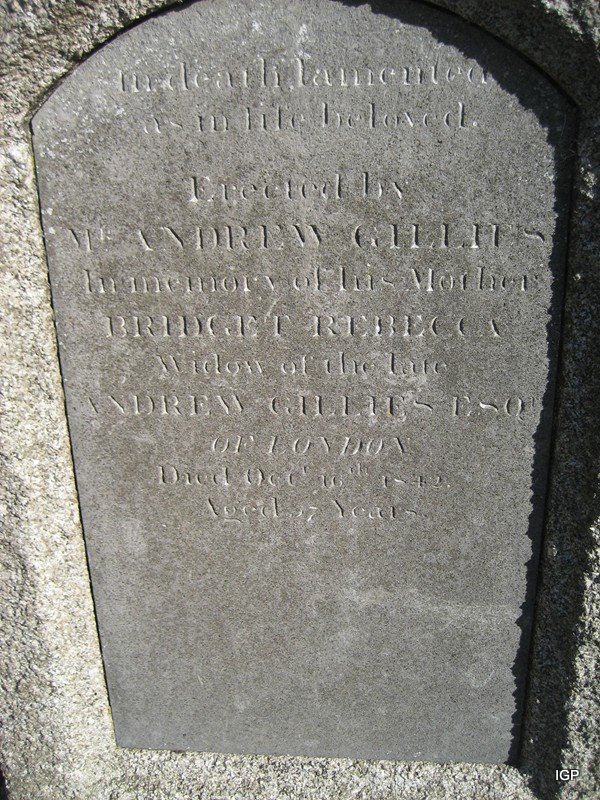 In death lamented
as in life beloved.
Erected by
Mr. ANDREW GILLIES
In memory of his Mother
BRIDGET REBECCA
Widow of the late
ANDREW GILLIES ESQR
OF LONDON
Died Octr 16th 1842.
Aged Years
IGP